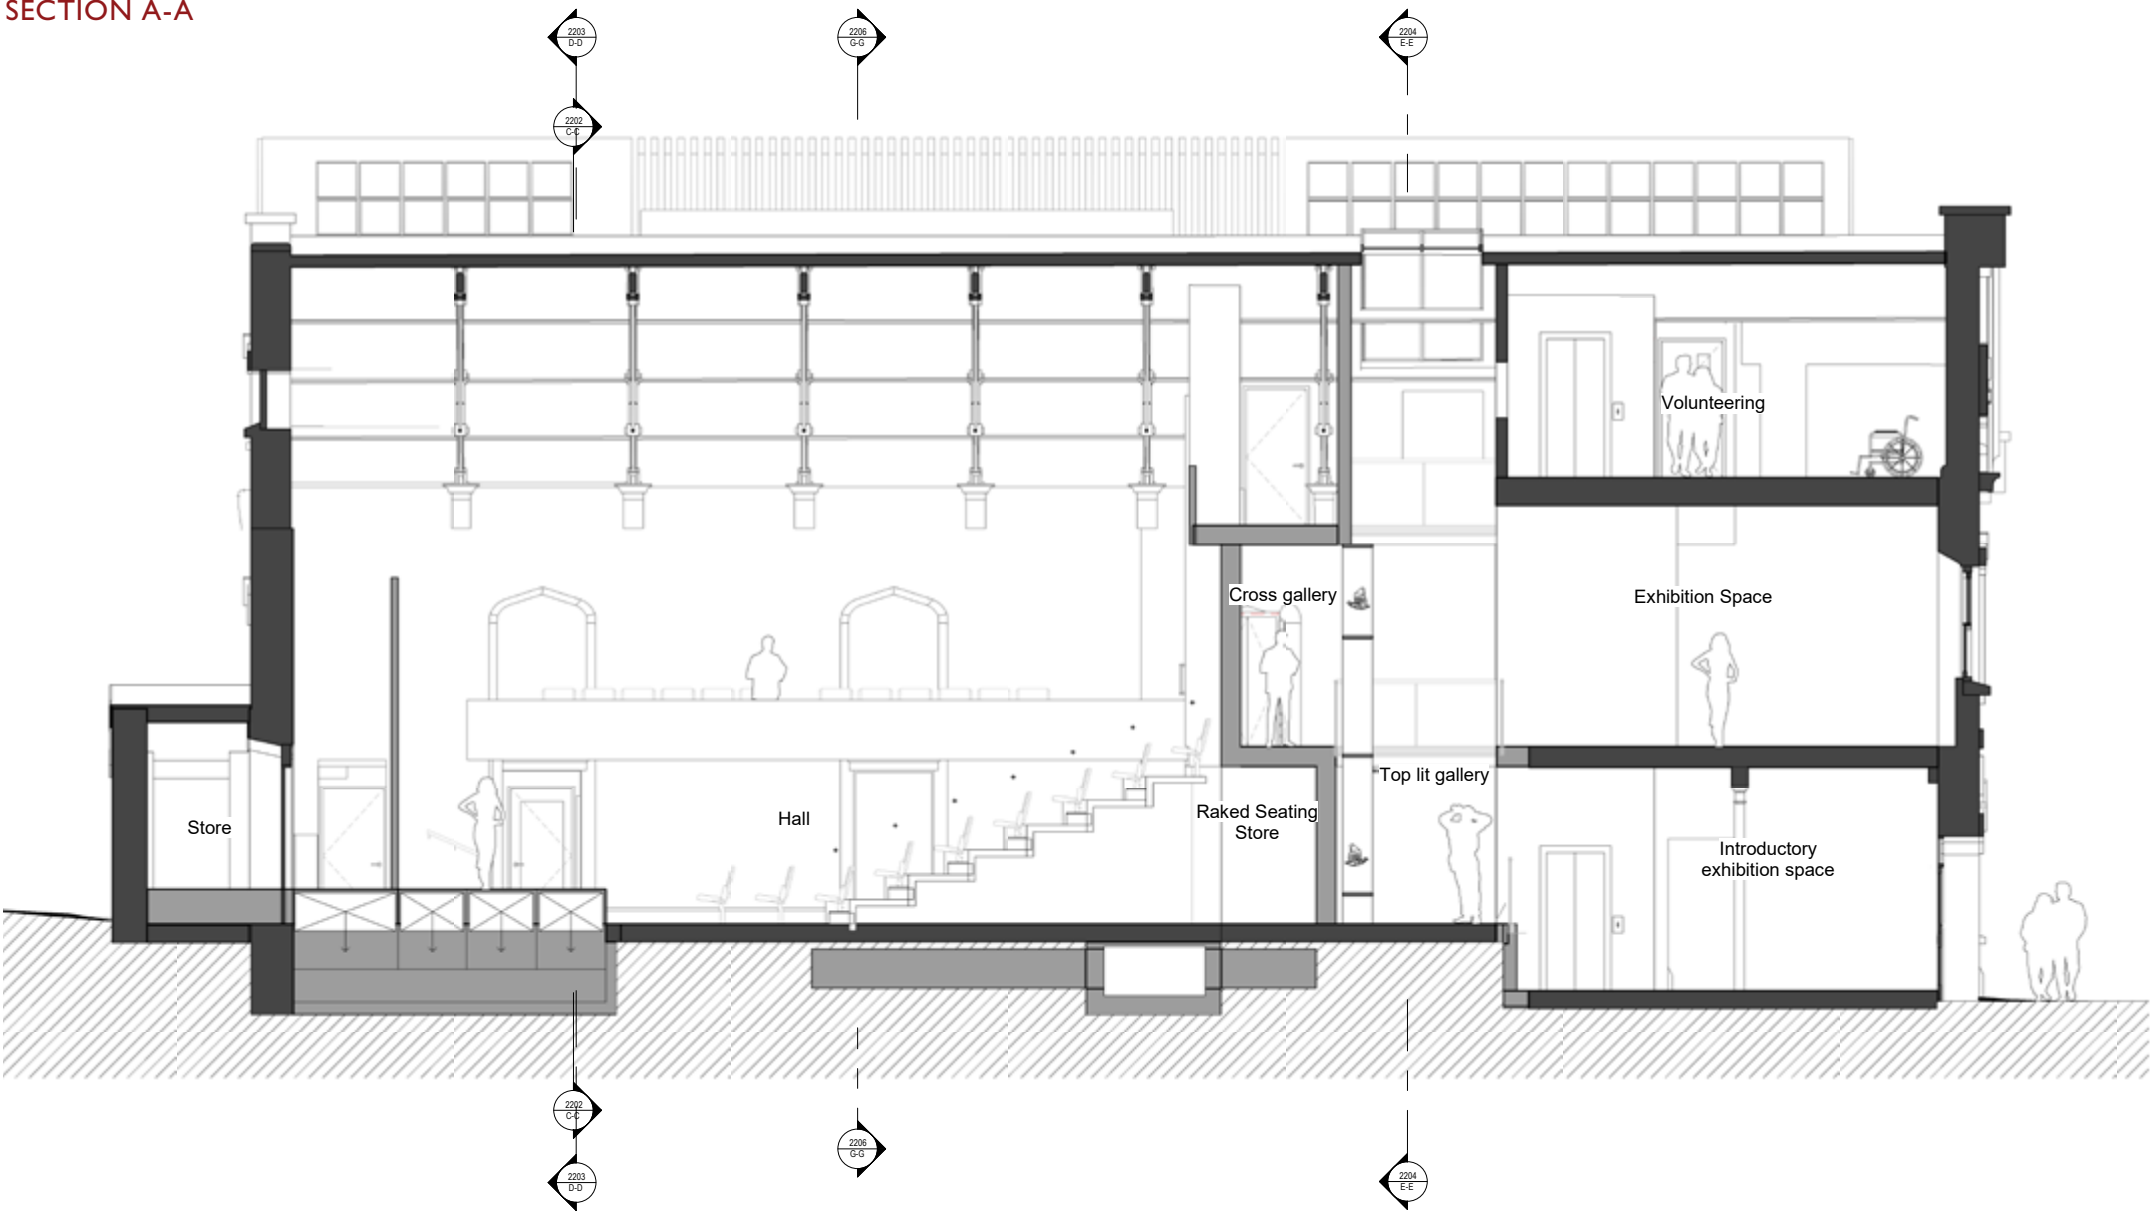 SECTION A-A
2203
D-D
2206
G-G
2204
E-E
2202
C-C
Volunteering
Cross gallery
Exhibition Space
Top lit gallery
Store
Hall
Raked Seating
Store
Introductory
exhibition space
2202
C-C
2206
G-G
2203
D-D
2204
E-E